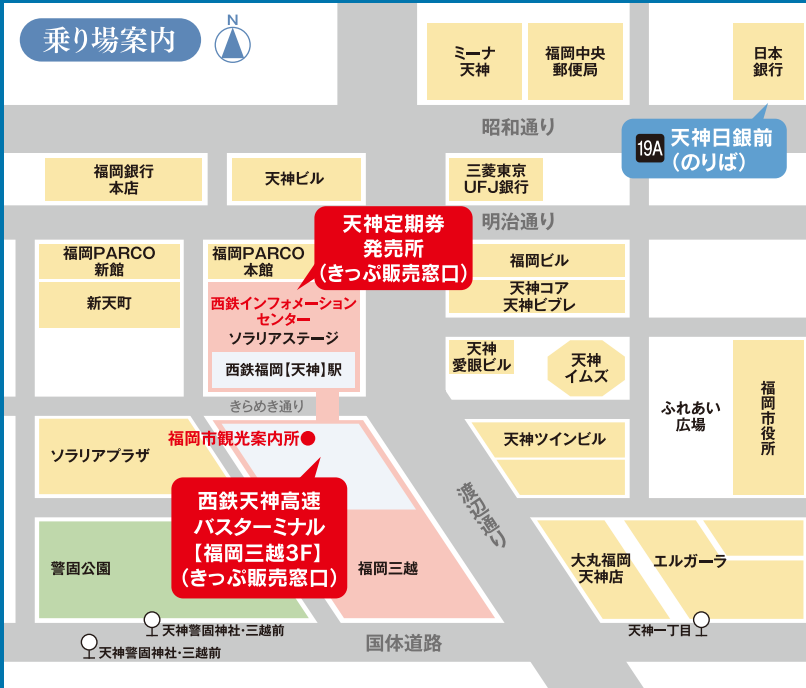 乗り場案内
N
ミーナ
天神
福岡中央
郵便局
日本
銀行
昭和通り
19A
天神日銀前
(のりば)
福岡銀行
本店
天神ビル
三菱東京
UFJ銀行
明治通り
天神定期券
発売所
(きっぷ販売窓口)
福岡PARCO
新館
福岡PARCO
本館
福岡ビル
新天町
西鉄インフォメーション
センター
ソラリアステージ
天神コア
天神ビブレ
西鉄福岡【天神】駅
天神
愛眼ビル
天神
イムズ
きらめき通り
ふれあい
広場
福岡市役所
福岡市観光案内所
ソラリアプラザ
天神ツインビル
西鉄天神高速
バスターミナル
【福岡三越3F】
(きっぷ販売窓口)
渡辺通り
警固公園
福岡三越
大丸福岡
天神店
エルガーラ
天神警固神社・三越前
天神一丁目
天神警固神社・三越前
国体道路